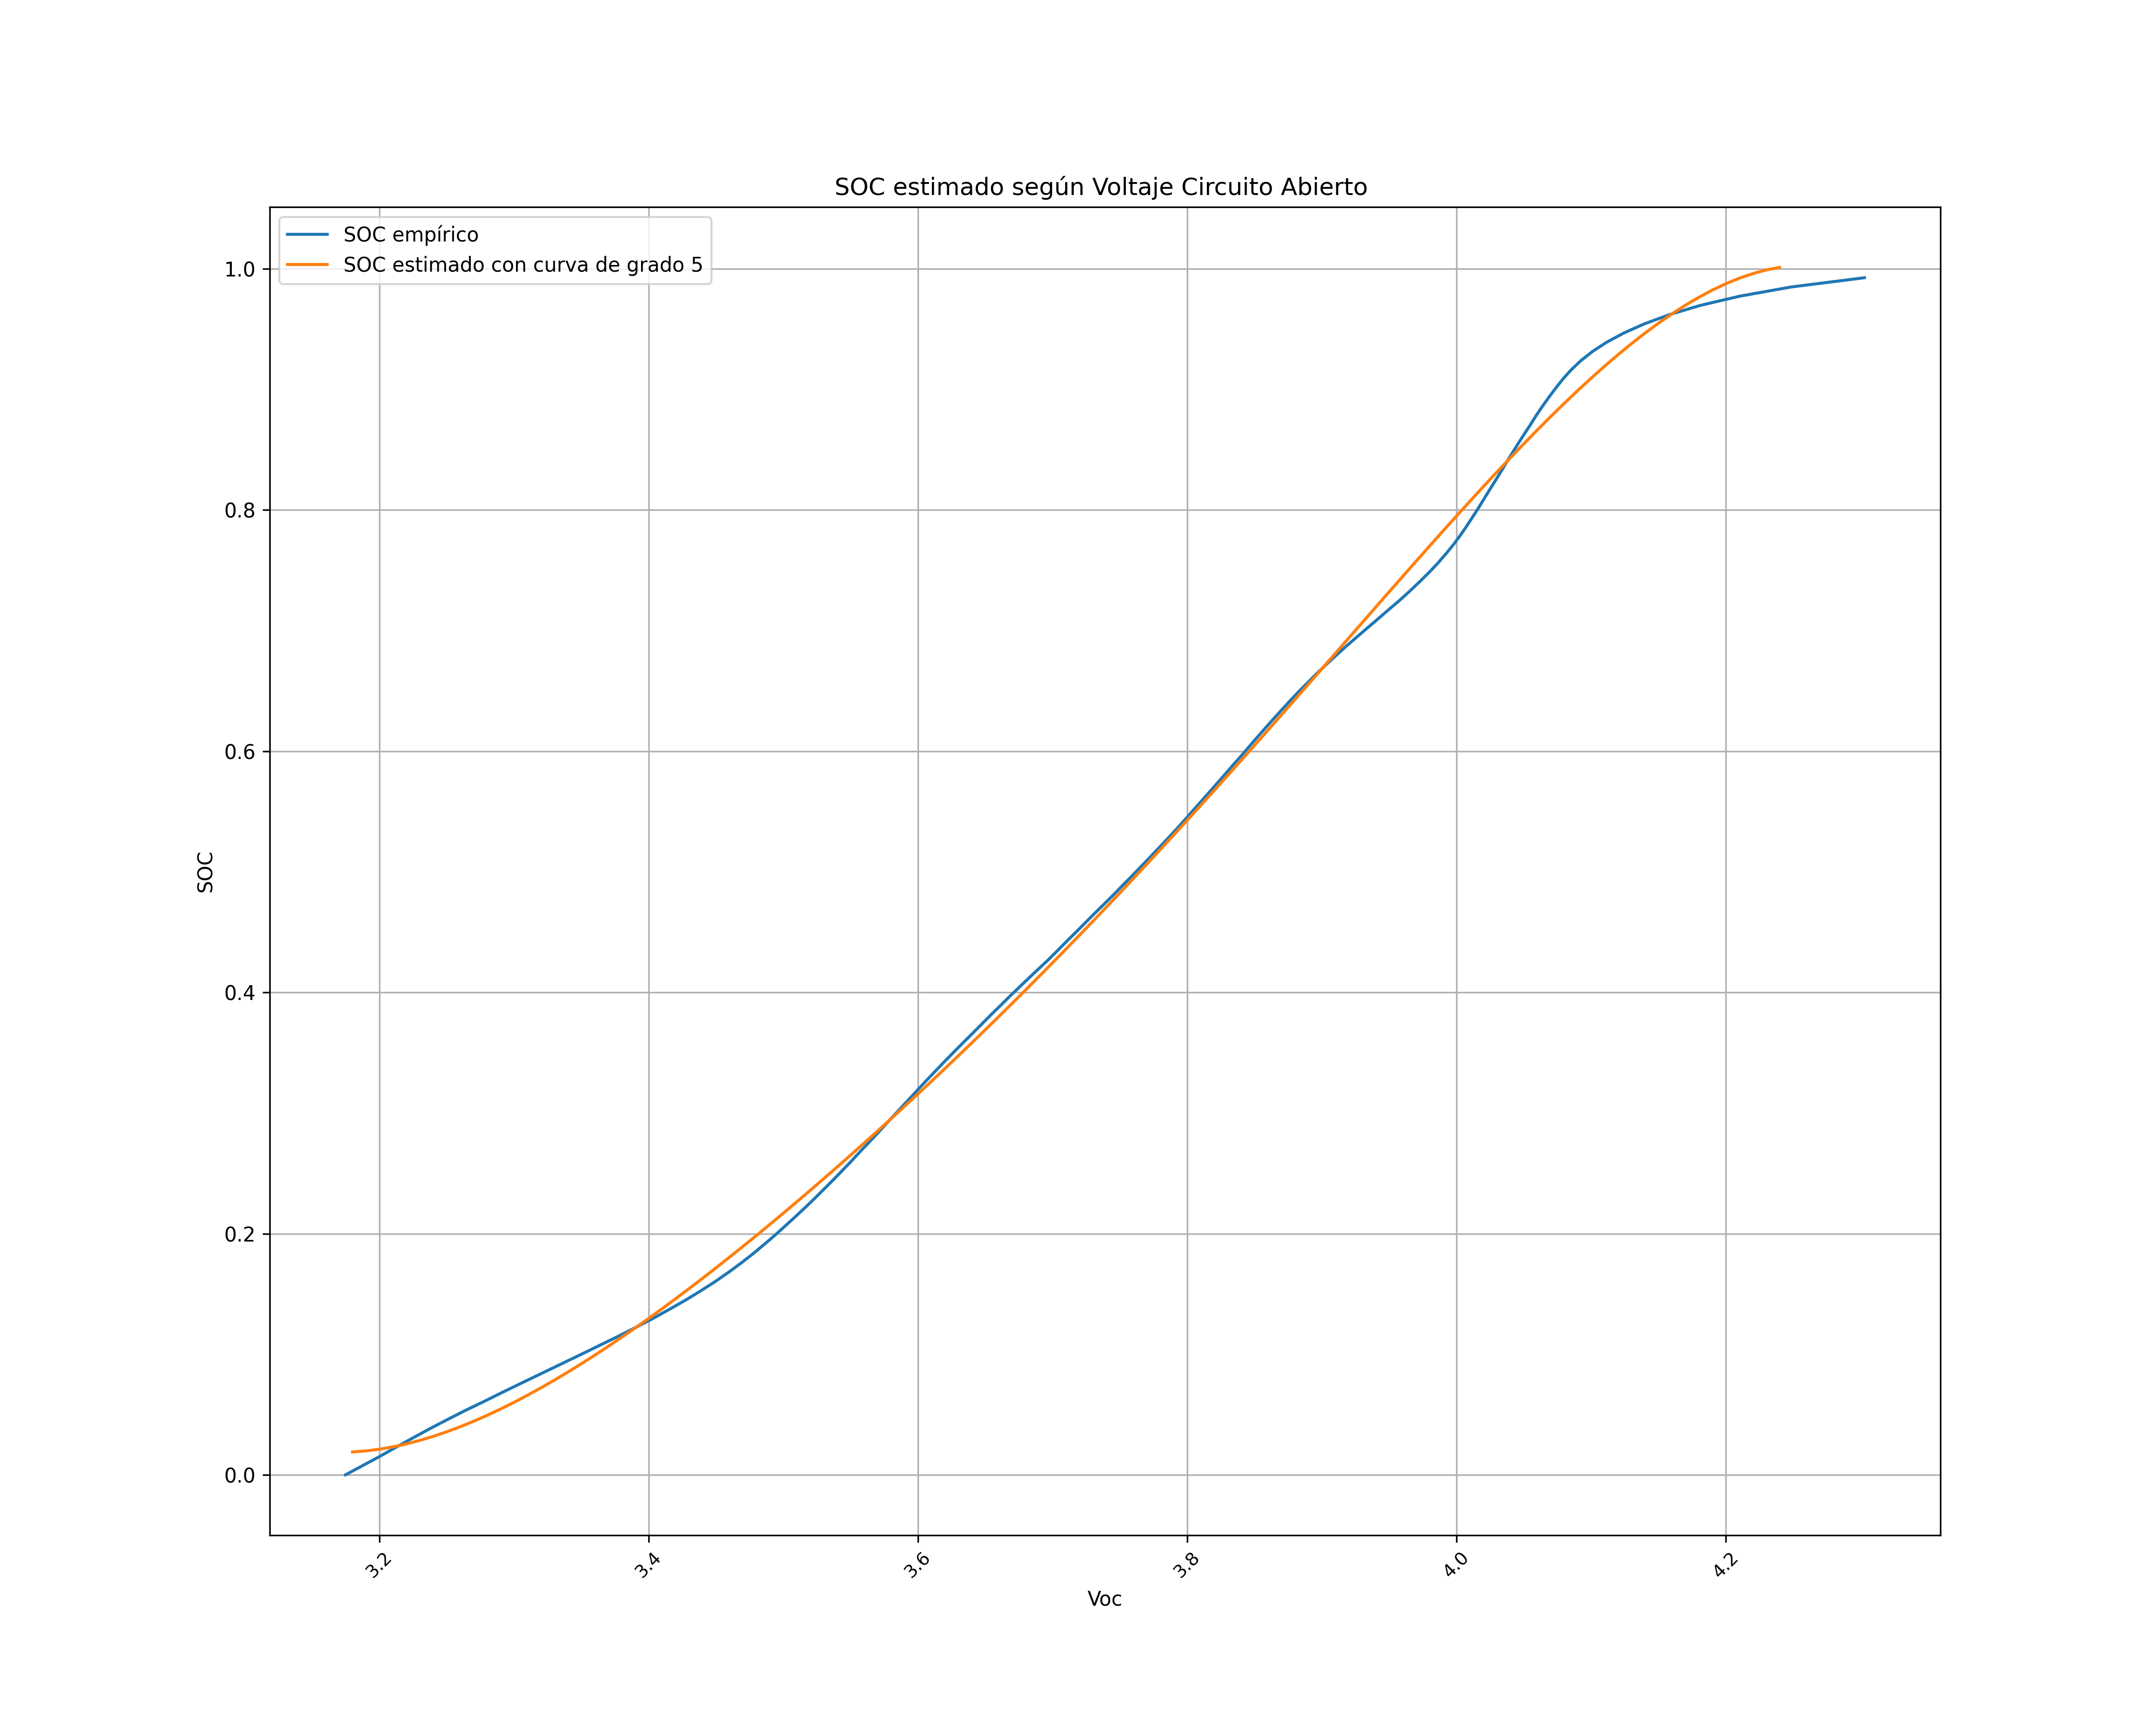 SOC estimado según Voltaje Circuito Abierto
SOC empírico
SOC estimado con curva de grado 5
1.0
0.8
0.6
0.4
0.2
0.0
SOC
3.2
3.4
3.6
3.8
4.0
4.2
Voc